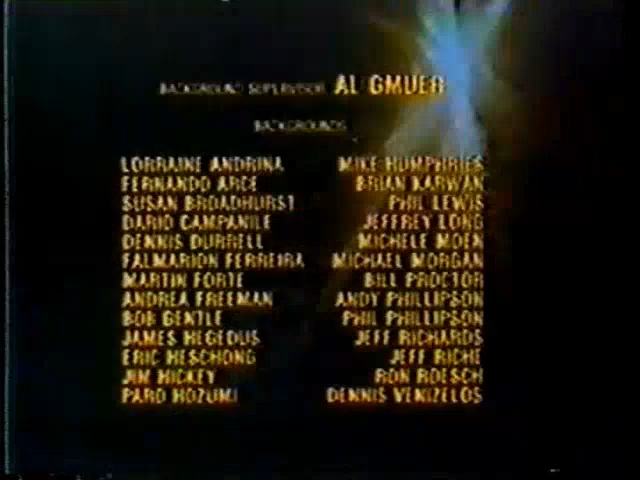 BACKGROUND SUPERVISOR AL GMUER
BACKGROUNDS
LORRAINE ANDRINA MIKE HUMPHRIES
FERNANDO ARCE BRIAN KARWAN
SUSAN BROADHURST PHIL LEWIS
DARIO CAMPANILE JEFFREY LONG
DENNIS DURRELL MICHELE MOEN
FALMARION FERREIRA MICHAEL MORGAN
MARTIN FORTE BILL PROCTOR
ANDREA FREEMAN ANDY PHILLIPSON
BOB GENTLE PHIL PHILLIPSON
JAMES HEGEDUS JEFF RICHARDS
ERIC HESCHONG JEFF RICHE
JIM HICKEY RON ROESCH
PARO HOZUMI DENNIS VENIZELOS